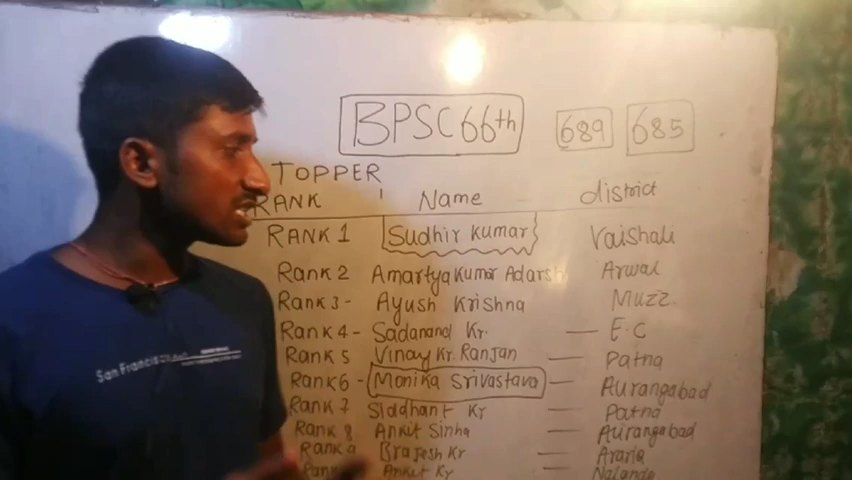 BPSC 66th 689 685
TOPPER
RANK Name district
RANK 1 Sudhir Kumar Vaishali
Rank 2 Amartya Kumar Adarsh Arwal
Rank 3- Ayush Krishna Muzz.
Rank 4- Sadanand Kr. — E.C
Rank 5 Vinay Kr. Ranjan — Patna
Rank 6 - Monika Srivastava — Aurangabad
Rank 7 Siddhant Kr — Patna
Rank 8 Ankit Sinha — Aurangabad
Rank 9 Brajesh Kr — Araria
Rank Ankit Kr — Nalanda
San Francisco